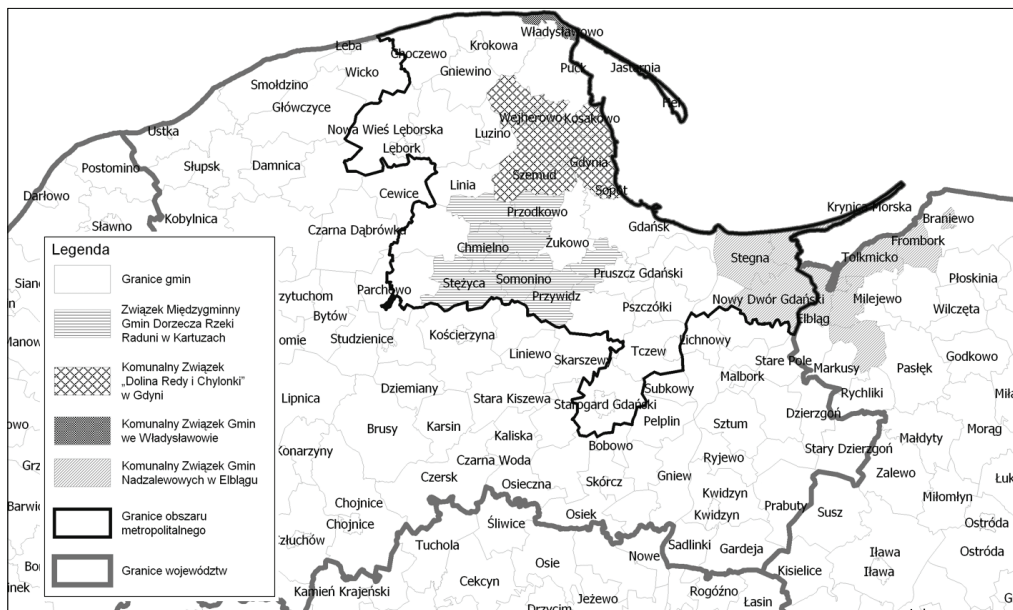 Łeba
Choczewo
Krokowa
Władysławowo
Wicko
Gniewino
Puck
Jastarnia
Smołdzino
Hel
Główczyce
Wejherowo
Kosakowo
Ustka
Nowa Wieś Lęborska
Luzino
Lębork
Postomino
Słupsk
Damnica
Gdynia
Szemud
Darłowo
Cewice
Linia
Sopot
Sławno
Kobylnica
Przodkowo
Krynica Morska
Braniewo
Czarna Dąbrówka
Gdańsk
Frombork
Chmielno
Żukowo
Stegna
Tolkmicko
Płoskinia
Parchowo
Stężyca
Somonino
Pruszcz Gdański
Przywidz
Nowy Dwór Gdański
Milejewo
Wilczęta
Bytów
Pszczółki
Elbląg
Studzienice
Kościerzyna
Lichnowy
Liniewo
Skarszewy
Tczew
Stare Pole
Markusy
Pasłęk
Godkowo
Malbork
Lipnica
Dziemiany
Stara Kiszewa
Subkowy
Rychliki
Starogard Gdański
Dzierzgoń
Brusy
Karsin
Kaliska
Bobowo
Pelplin
Sztum
Małdyty
Morąg
Konarzyny
Czarna Woda
Ryjewo
Stary Dzierzgoń
Czersk
Osieczna
Skórcz
Gniew
Zalewo
Chojnice
Chojnice
Kwidzyn
Kwidzyn
Prabuty
Susz
Miłomłyn
Śliwice
Osiek
Ostróda
Tuchola
Osie
Nowe
Sadlinki
Gardeja
Iława
Iława
Ostróda
Kisielice
Cekcyn
Kamień Krajeński
Jeżewo
Rogóźno
Łasin
Drzycim
Legenda
Granice gmin
Związek Międzygminny
Gmin Dorzecza Rzeki
Raduni w Kartuzach
Komunalny Związek
„Dolina Redy i Chylonki”
w Gdyni
Komunalny Związek Gmin
we Władysławowie
Komunalny Związek Gmin
Nadzalewowych w Elblągu
Granice obszaru
metropolitalnego
Granice województw